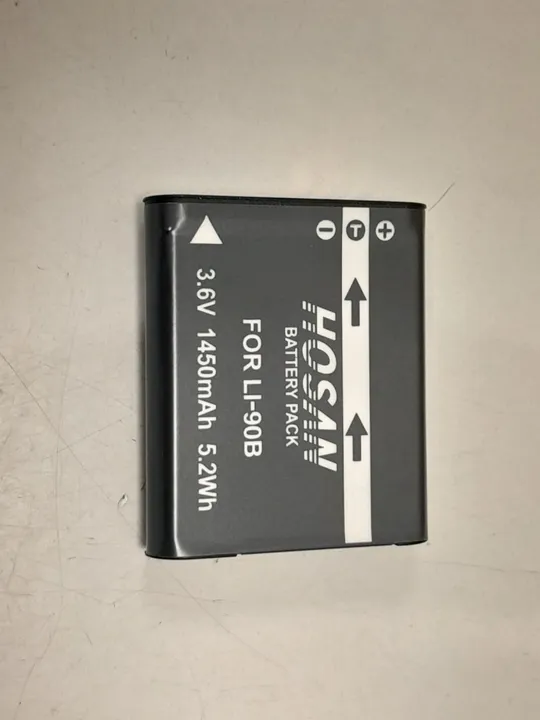 + T −
HOSAN
BATTERY PACK
FOR LI-90B
3.6V 1450mAh 5.2Wh